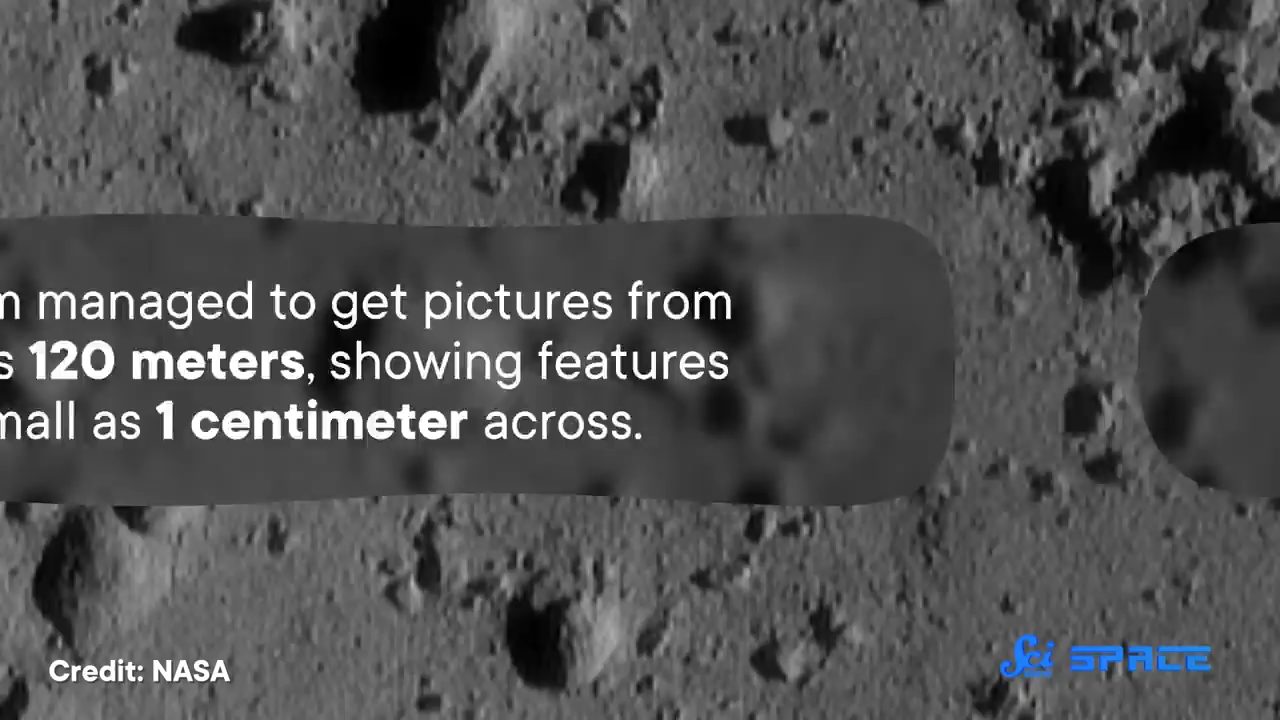 m managed to get pictures from
s 120 meters, showing features
mall as 1 centimeter across.
Credit: NASA
Sci SPACE